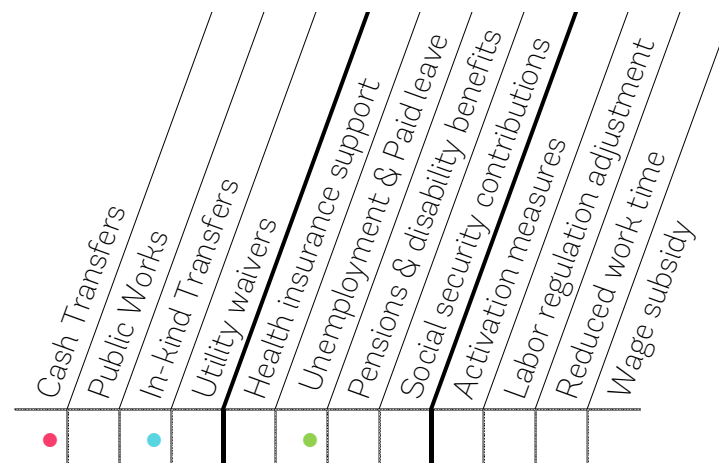 Cash Transfers
Public Works
In-kind Transfers
Utility waivers
Health insurance support
Unemployment & Paid leave
Pensions & disability benefits
Social security contributions
Activation measures
Labor regulation adjustment
Reduced work time
Wage subsidy